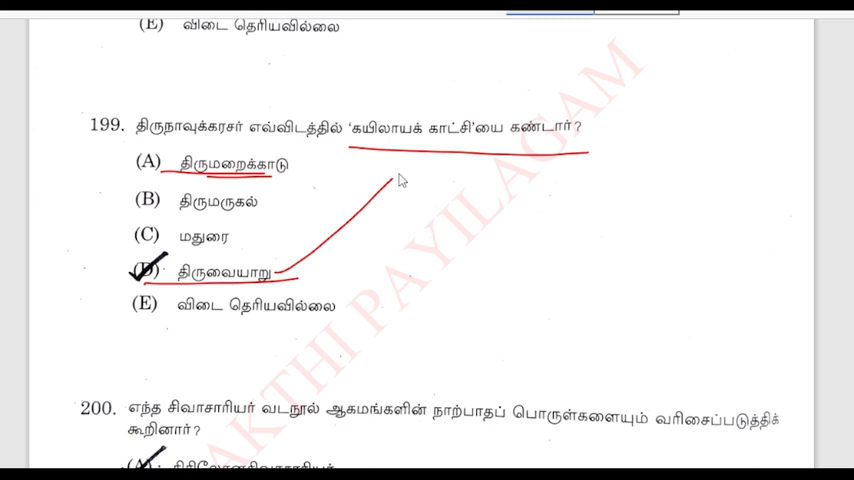 (E) விடை தெரியவில்லை
199. திருநாவுக்கரசர் எவ்விடத்தில் 'கயிலாயக் காட்சி'யை கண்டார்?
(A) திருமறைக்காடு
(B) திருமருகல்
(C) மதுரை
(D) திருவையாறு
(E) விடை தெரியவில்லை
200. எந்த சிவாசாரியர் வடநூல் ஆகமங்களின் நாற்பாதப் பொருள்களையும் வரிசைப்படுத்திக்
கூறினார்?
(A)
AKTHI PAYILAGAM